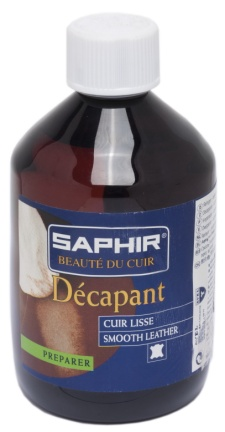 SAPHIR®
BEAUTÉ DU CUIR
Décapant
CUIR LISSE
SMOOTH LEATHER
PREPARER